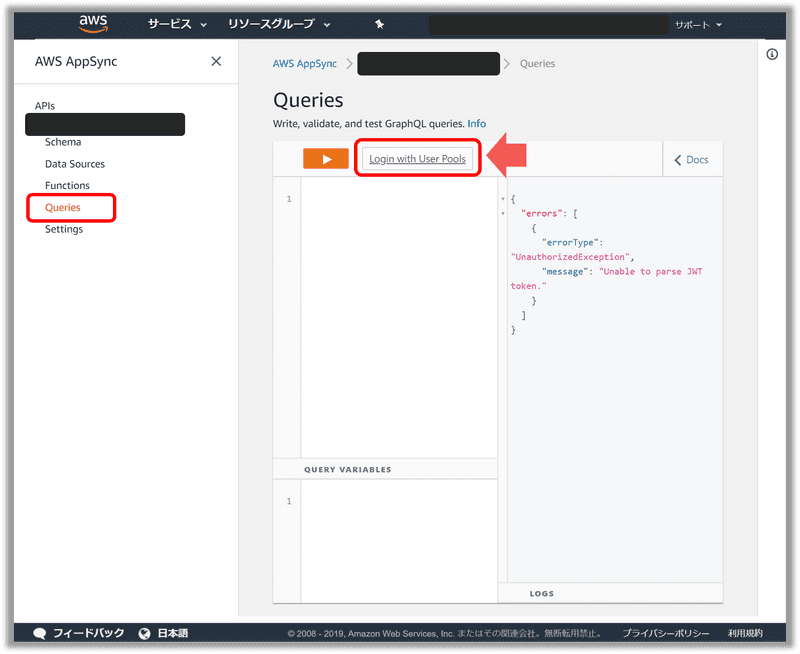 aws
サービス
リソースグループ
サポート
AWS AppSync
AWS AppSync
Queries
APIs
Schema
Data Sources
Functions
Queries
Settings
Queries
Write, validate, and test GraphQL queries. Info
Login with User Pools
Docs
1
{
"errors": [
{
"errorType":
"UnauthorizedException",
"message": "Unable to parse JWT
token."
}
]
}
QUERY VARIABLES
1
LOGS
フィードバック
日本語
© 2008 - 2019, Amazon Web Services, Inc. またはその関連会社。無断転用禁止。
プライバシーポリシー
利用規約